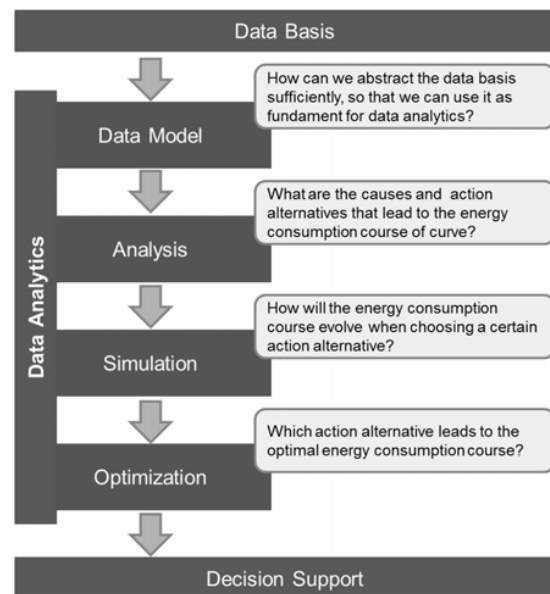 Data Basis
How can we abstract the data basis
sufficiently, so that we can use it as
fundament for data analytics?
Data Model
What are the causes and action
alternatives that lead to the energy
consumption course of curve?
Analysis
Data Analytics
How will the energy consumption
course evolve when choosing a certain
action alternative?
Simulation
Which action alternative leads to the
optimal energy consumption course?
Optimization
Decision Support